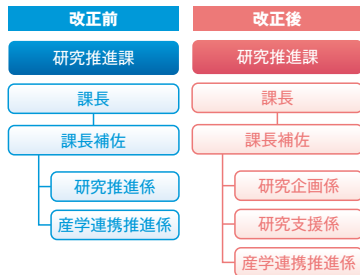 改正前
研究推進課
課長
課長補佐
研究推進係
産学連携推進係
改正後
研究推進課
課長
課長補佐
研究企画係
研究支援係
産学連携推進係